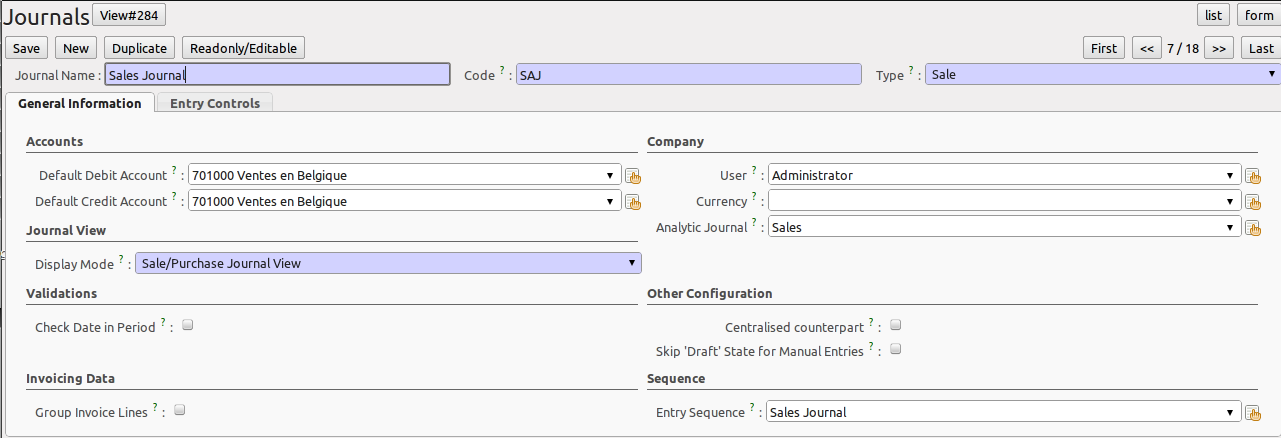 Journals View#284 list form
Save New Duplicate Readonly/Editable First << 7 / 18 >> Last
Journal Name : Sales Journal Code ? : SAJ Type ? : Sale
General Information Entry Controls
Accounts Company
Default Debit Account ? : 701000 Ventes en Belgique User ? : Administrator
Default Credit Account ? : 701000 Ventes en Belgique Currency ? :
Journal View Analytic Journal ? : Sales
Display Mode ? : Sale/Purchase Journal View
Validations Other Configuration
Check Date in Period ? : Centralised counterpart ? :
Skip 'Draft' State for Manual Entries ? :
Invoicing Data Sequence
Group Invoice Lines ? : Entry Sequence ? : Sales Journal